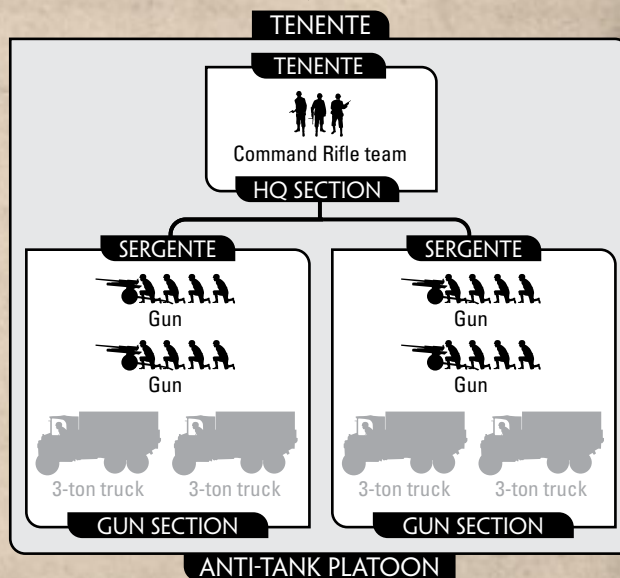 TENENTE
TENENTE
Command Rifle team
HQ SECTION
SERGENTE
Gun
Gun
3-ton truck 3-ton truck
GUN SECTION
SERGENTE
Gun
Gun
3-ton truck 3-ton truck
GUN SECTION
ANTI-TANK PLATOON